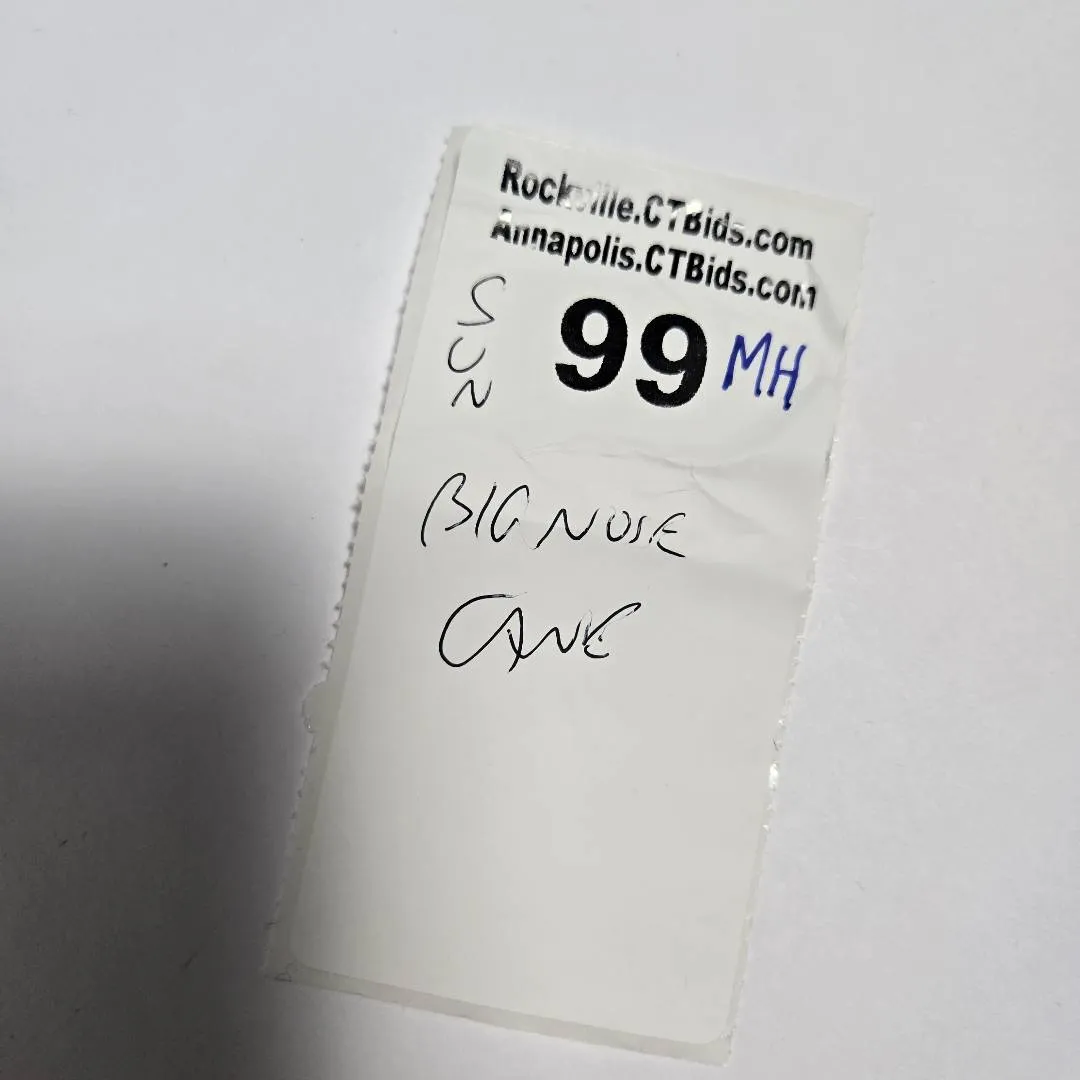 Rockville.CTBids.com
Annapolis.CTBids.com
SUN
99 MH
BIG NOSE
CANE